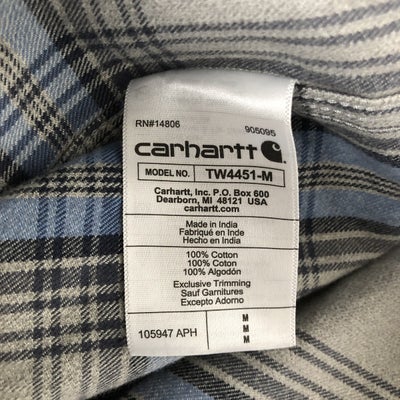 RN#14806 905095
carhartt
MODEL NO. TW4451-M
Carhartt, Inc. P.O. Box 600
Dearborn, MI 48121 USA
carhartt.com
Made in India
Fabriqué en Inde
Hecho en India
100% Cotton
100% Coton
100% Algodón
Exclusive Trimming
Sauf Garnitures
Excepto Adorno
105947 APH
M
M
M